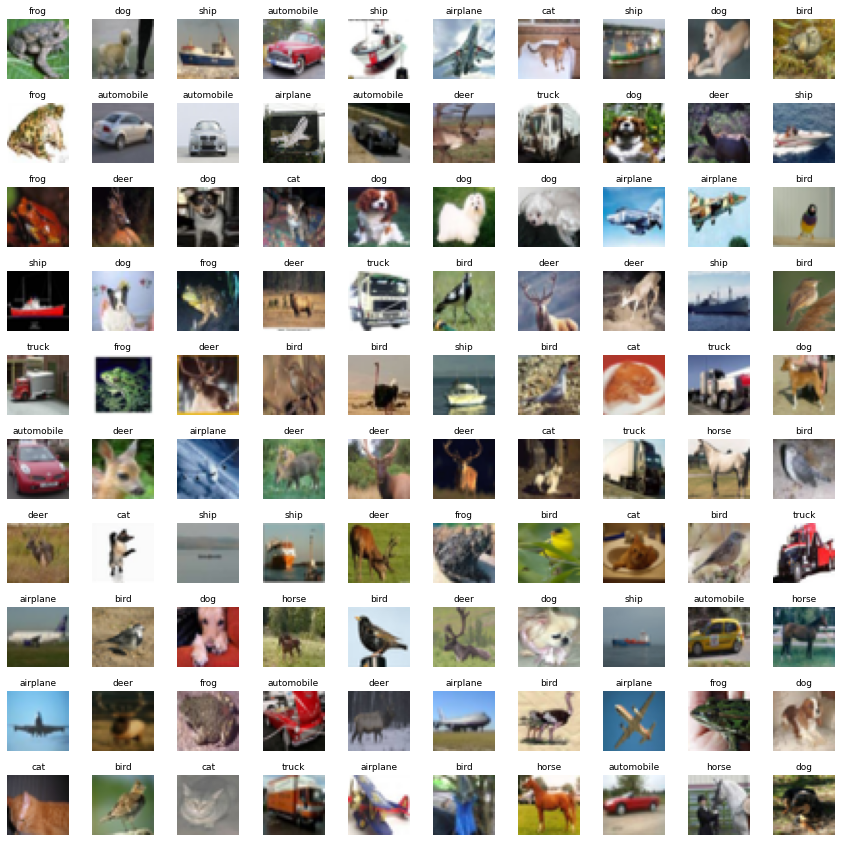 frog dog ship automobile ship airplane cat ship dog bird
frog automobile automobile airplane automobile deer truck dog deer ship
frog deer dog cat dog dog dog airplane airplane bird
ship dog frog deer truck bird deer deer ship bird
truck frog deer bird bird ship bird cat truck dog
automobile deer airplane deer deer deer cat truck horse bird
deer cat ship ship deer frog bird cat bird truck
airplane bird dog horse bird deer dog ship automobile horse
airplane deer frog automobile deer airplane bird airplane frog dog
cat bird cat truck airplane bird horse automobile horse dog